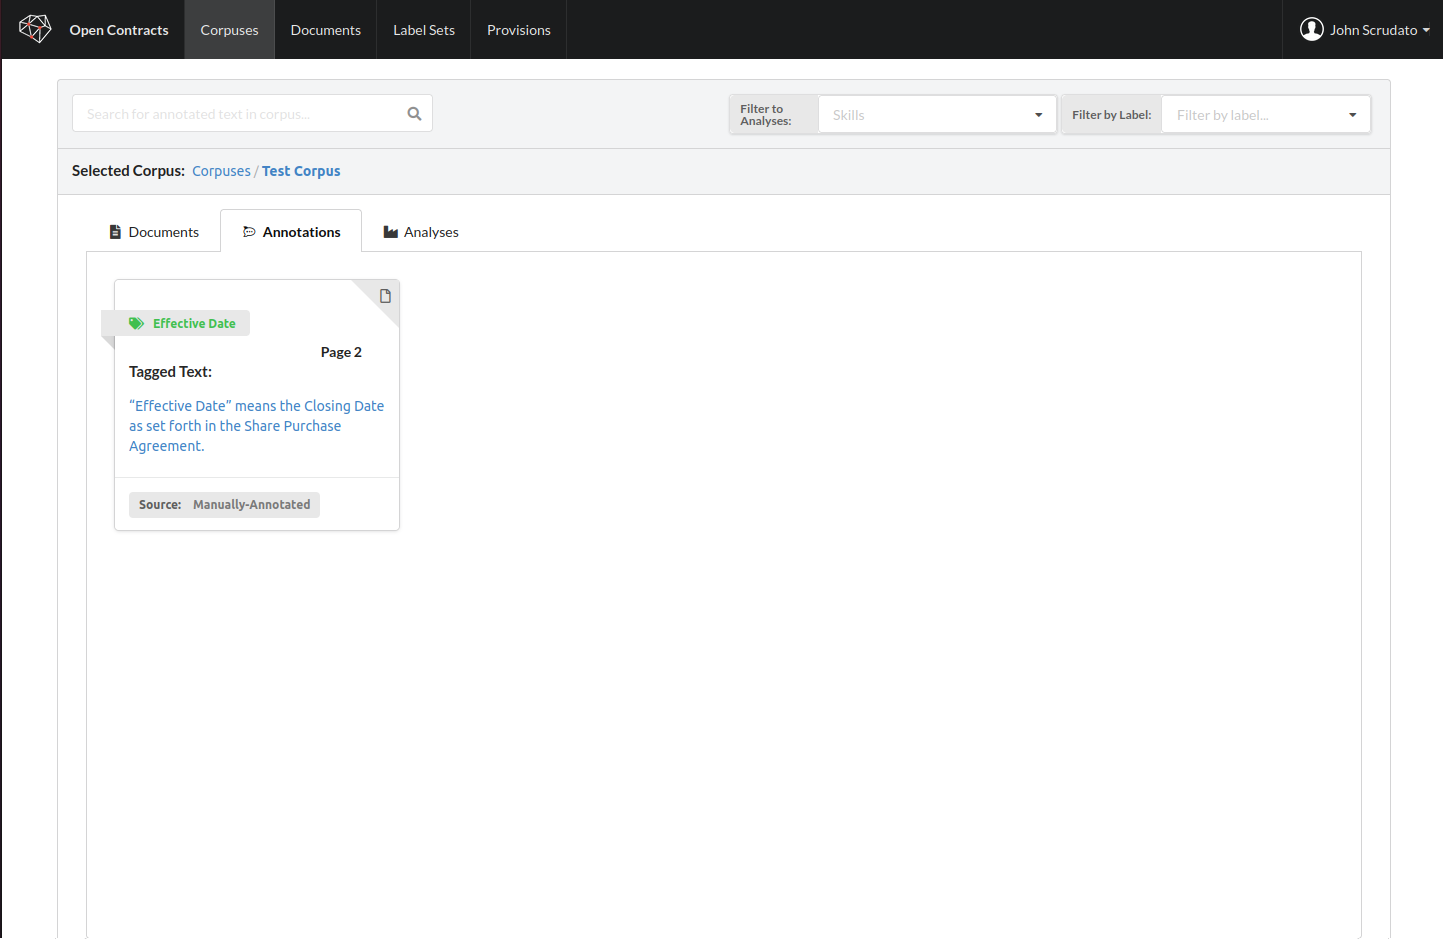 Open Contracts
Corpuses
Documents
Label Sets
Provisions
John Scrudato
Search for annotated text in corpus...
Filter to
Analyses:
Skills
Filter by Label:
Filter by label...
Selected Corpus: Corpuses / Test Corpus
Documents
Annotations
Analyses
Effective Date
Page 2
Tagged Text:
“Effective Date” means the Closing Date
as set forth in the Share Purchase
Agreement.
Source: Manually-Annotated